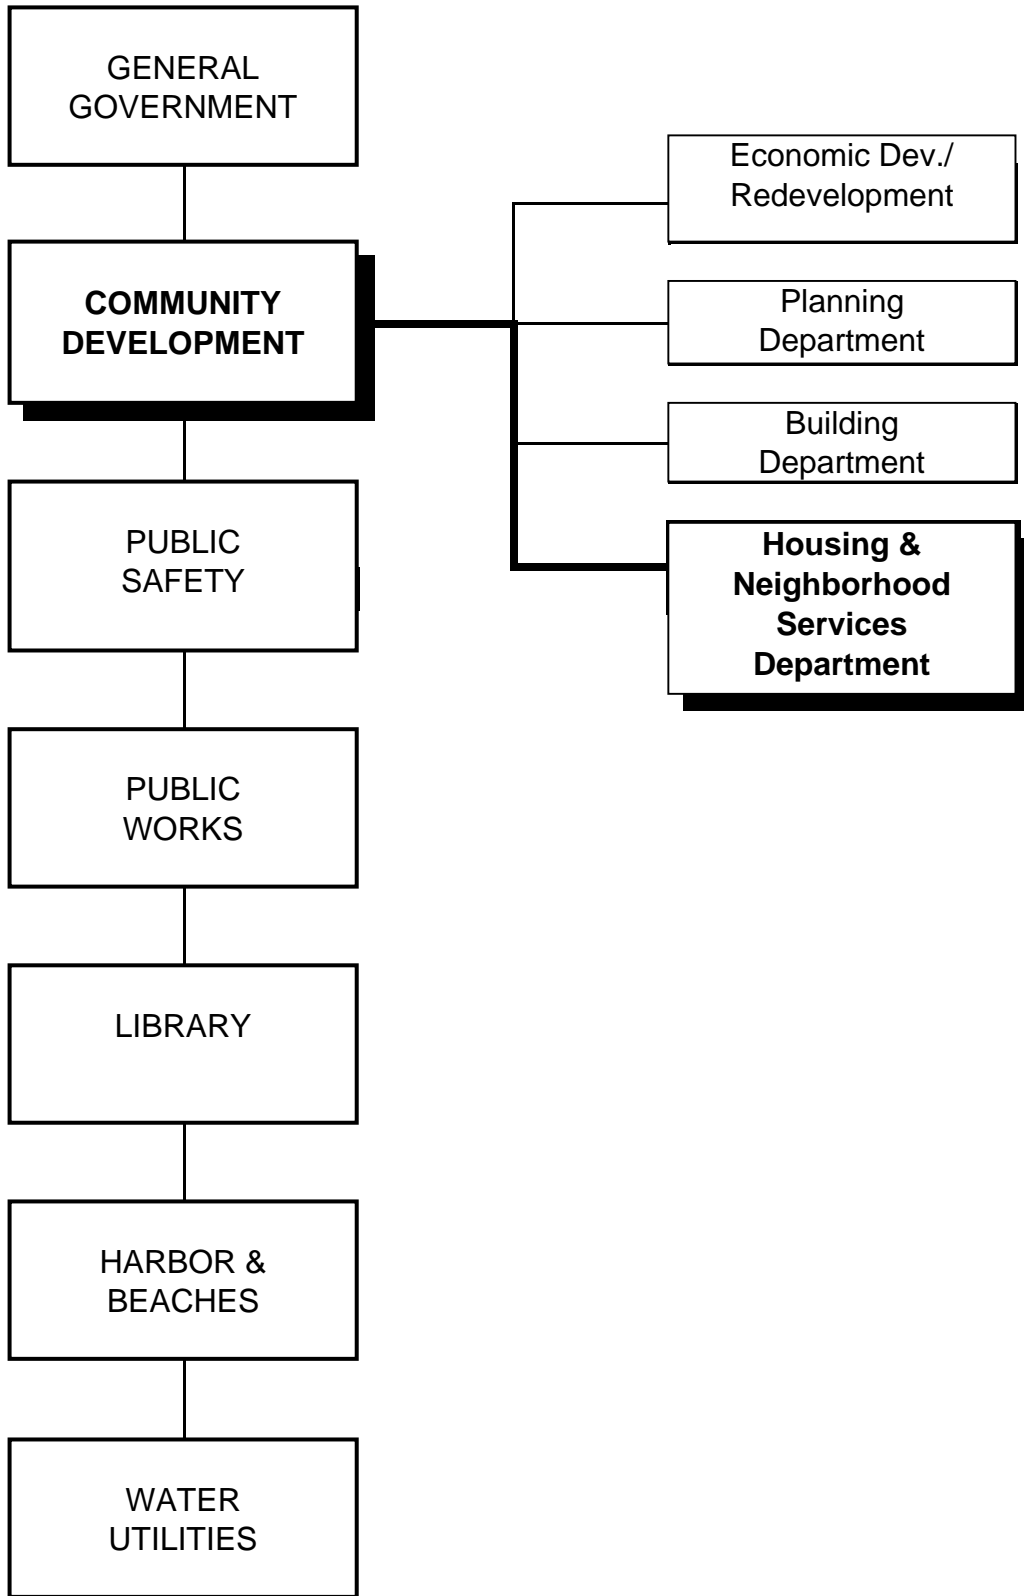 GENERAL
GOVERNMENT
COMMUNITY
DEVELOPMENT
PUBLIC
SAFETY
PUBLIC
WORKS
LIBRARY
HARBOR &
BEACHES
WATER
UTILITIES
Economic Dev./
Redevelopment
Planning
Department
Building
Department
Housing &
Neighborhood
Services
Department